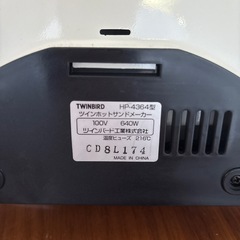 TWINBIRD HP-4364型
ツインホットサンドメーカー
100V 640W
ツインバード工業株式会社
温度ヒューズ 216℃
CD8L174
MADE IN CHINA